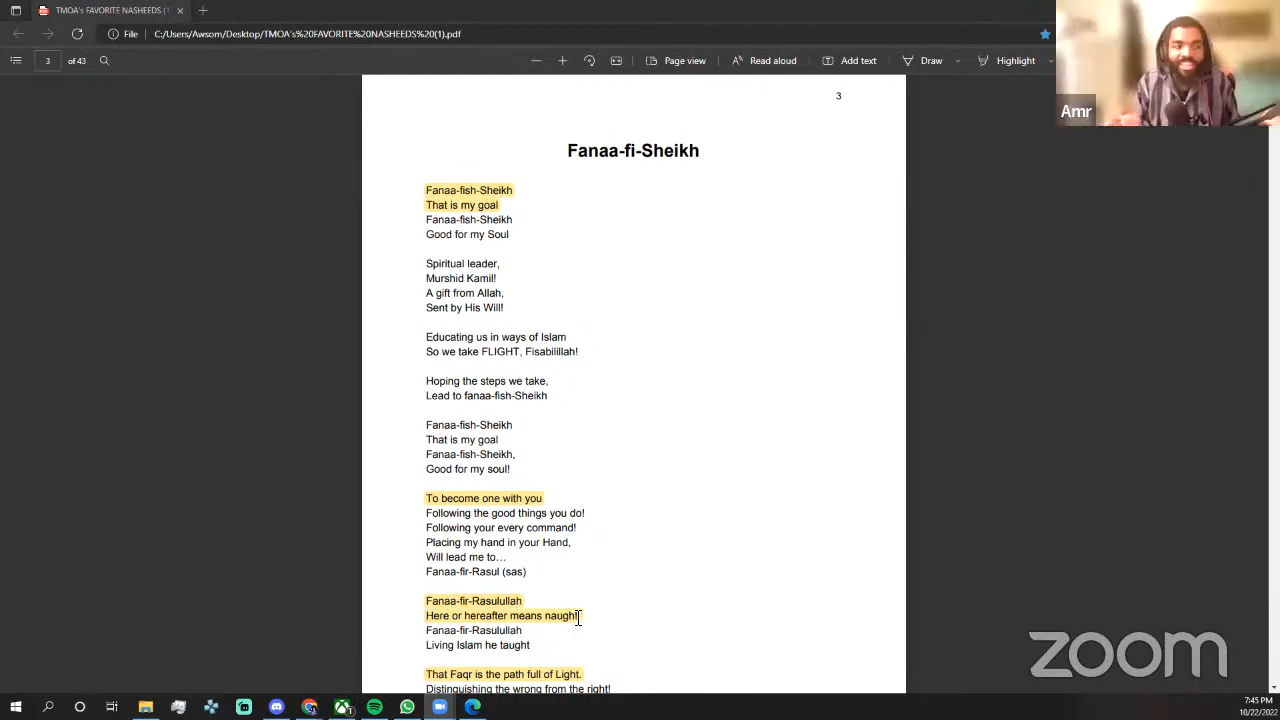 TMOA's FAVORITE NASHEEDS (1
File
C:/Users/Awsom/Desktop/TMOA's%20FAVORITE%20NASHEEDS%20(1).pdf
3 of 43
Page view
Read aloud
Add text
Draw
Highlight
Amr
3
Fanaa-fi-Sheikh
Fanaa-fish-Sheikh
That is my goal
Fanaa-fish-Sheikh
Good for my Soul
Spiritual leader,
Murshid Kamil!
A gift from Allah,
Sent by His Will!
Educating us in ways of Islam
So we take FLIGHT, Fisabilillah!
Hoping the steps we take,
Lead to fanaa-fish-Sheikh
Fanaa-fish-Sheikh
That is my goal
Fanaa-fish-Sheikh,
Good for my soul!
To become one with you
Following the good things you do!
Following your every command!
Placing my hand in your Hand,
Will lead me to…
Fanaa-fir-Rasul (sas)
Fanaa-fir-Rasulullah
Here or hereafter means naught
Fanaa-fir-Rasulullah
Living Islam he taught
That Faqr is the path full of Light.
Distinguishing the wrong from the right!
zoom
7:45 PM
10/22/2022